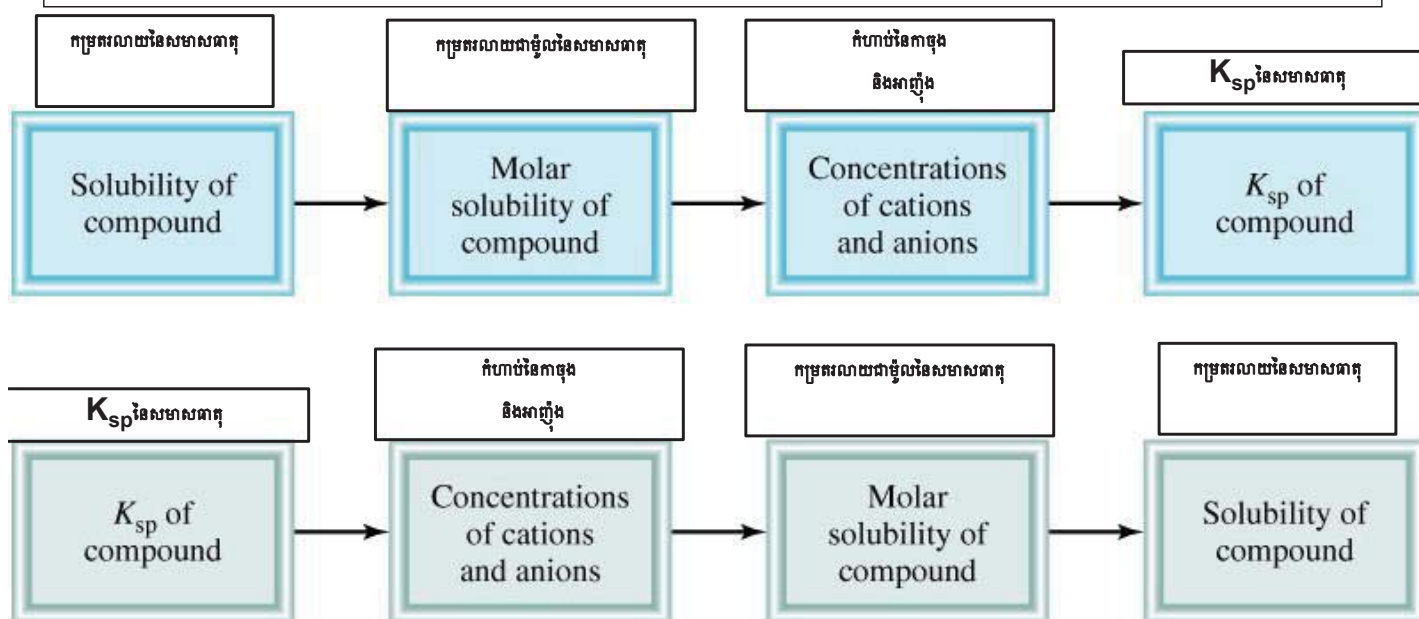 កម្រតរលាយនៃសមាសធាតុ
កម្រតរលាយជាម៉ូលនៃសមាសធាតុ
កំហាប់នៃកាចុង
និងអាញ៉ុង
Kspនៃសមាសធាតុ
Solubility of
compound
Molar
solubility of
compound
Concentrations
of cations
and anions
Ksp of
compound
Kspនៃសមាសធាតុ
កំហាប់នៃកាចុង
និងអាញ៉ុង
កម្រតរលាយជាម៉ូលនៃសមាសធាតុ
កម្រតរលាយនៃសមាសធាតុ
Ksp of
compound
Concentrations
of cations
and anions
Molar
solubility of
compound
Solubility of
compound